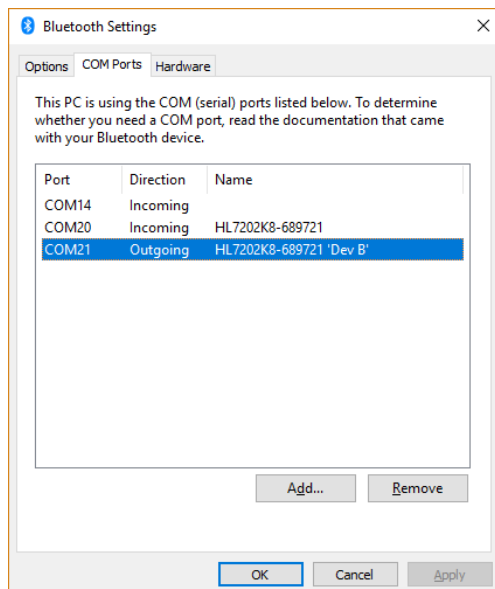 Bluetooth Settings
Options COM Ports Hardware
This PC is using the COM (serial) ports listed below. To determine
whether you need a COM port, read the documentation that came
with your Bluetooth device.
Port Direction Name
COM14 Incoming
COM20 Incoming HL7202K8-689721
COM21 Outgoing HL7202K8-689721 'Dev B'
Add... Remove
OK Cancel Apply